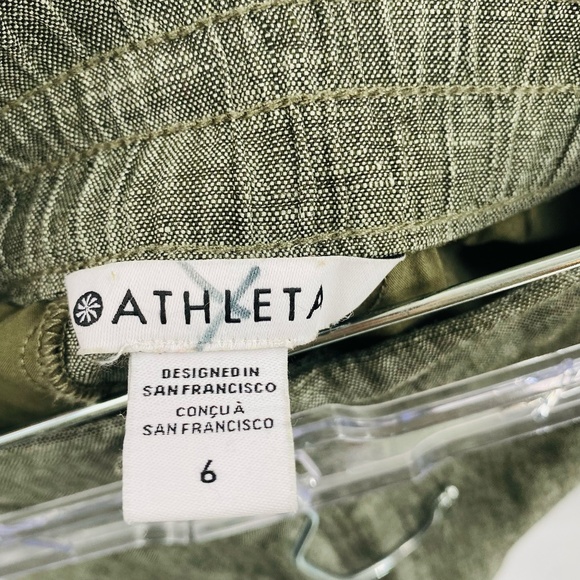 ATHLETA
DESIGNED IN
SAN FRANCISCO
CONÇU À
SAN FRANCISCO
6